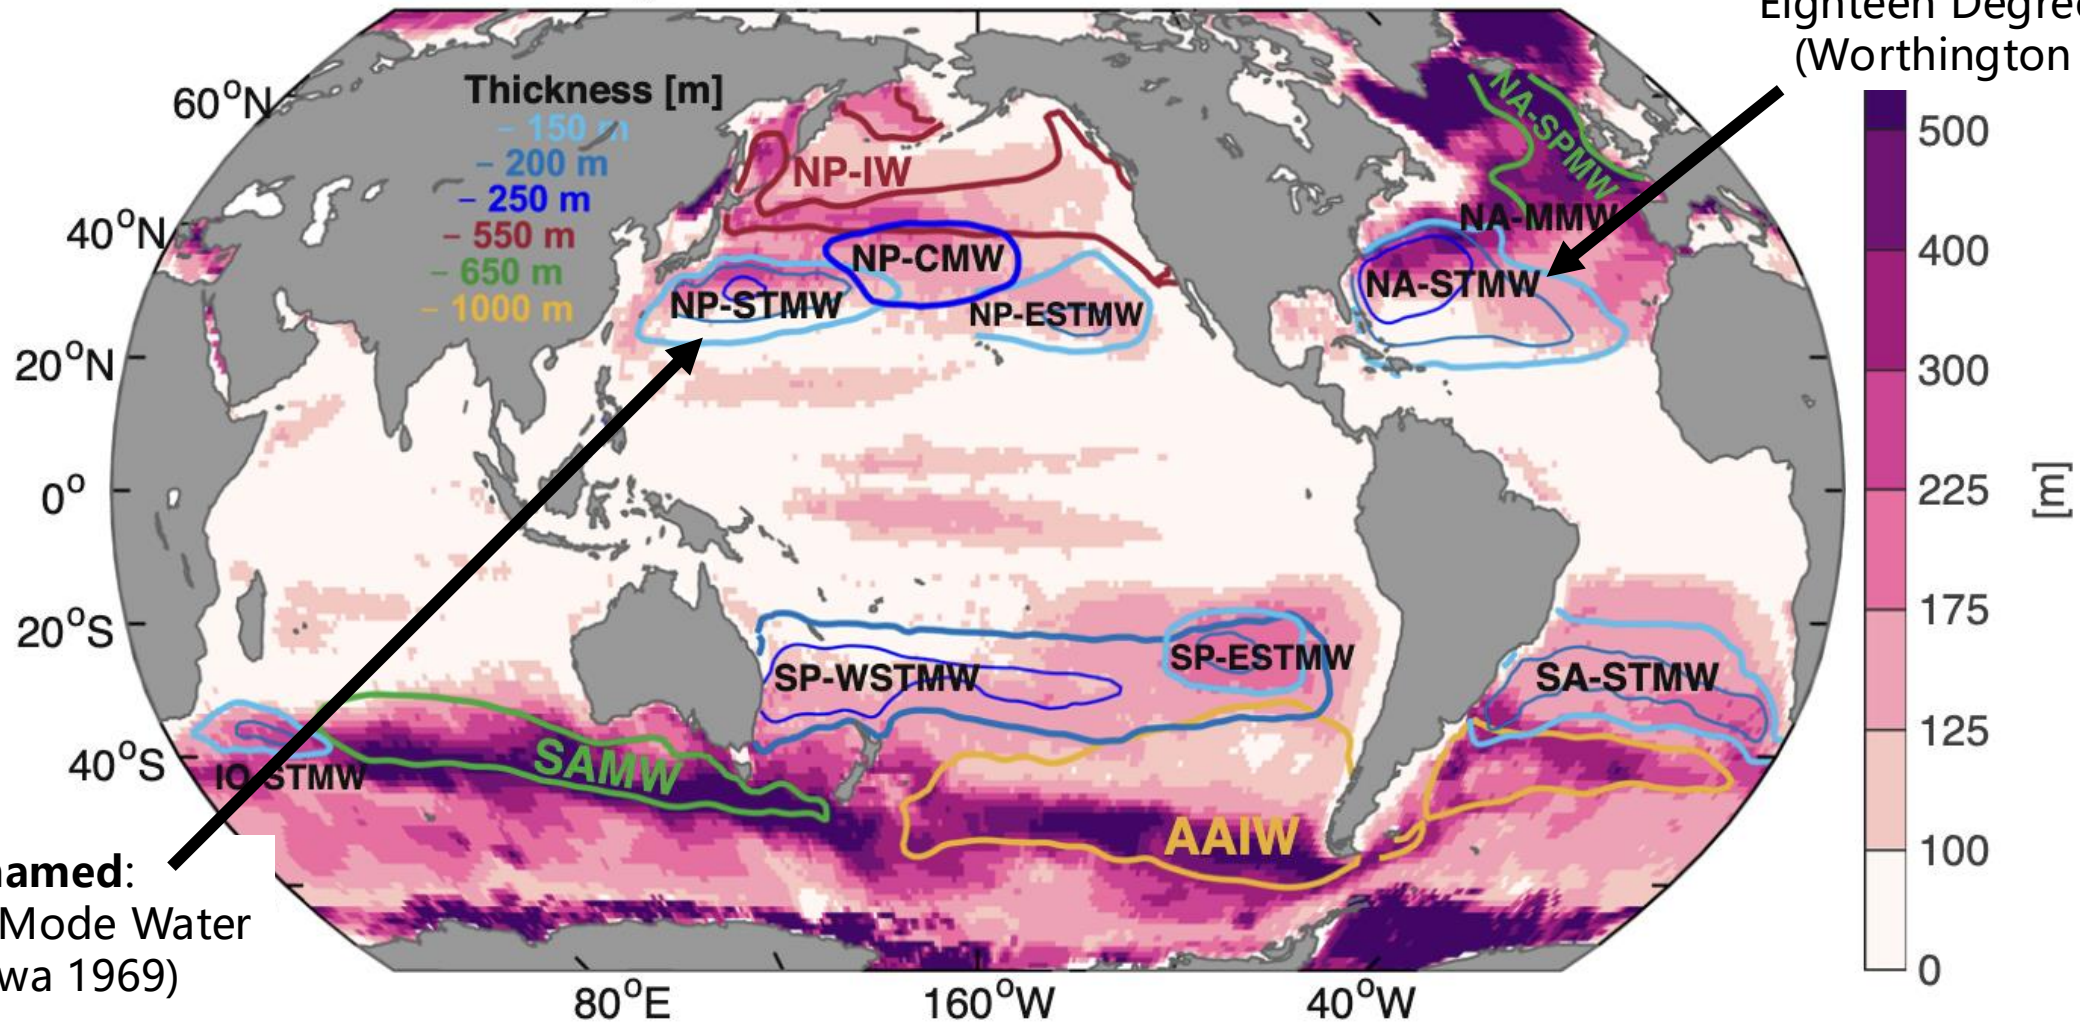 Eighteen Degree
(Worthington
Thickness [m]
– 150 m
– 200 m
– 250 m
– 550 m
– 650 m
– 1000 m
60°N
40°N
20°N
0°
20°S
40°S
80°E
160°W
40°W
NP-IW
NP-CMW
NP-STMW
NP-ESTMW
NA-SPMW
NA-MMW
NA-STMW
SP-WSTMW
SP-ESTMW
SA-STMW
IO-STMW
SAMW
AAIW
500
400
300
225
175
125
100
0
[m]
named:
Mode Water
wa 1969)